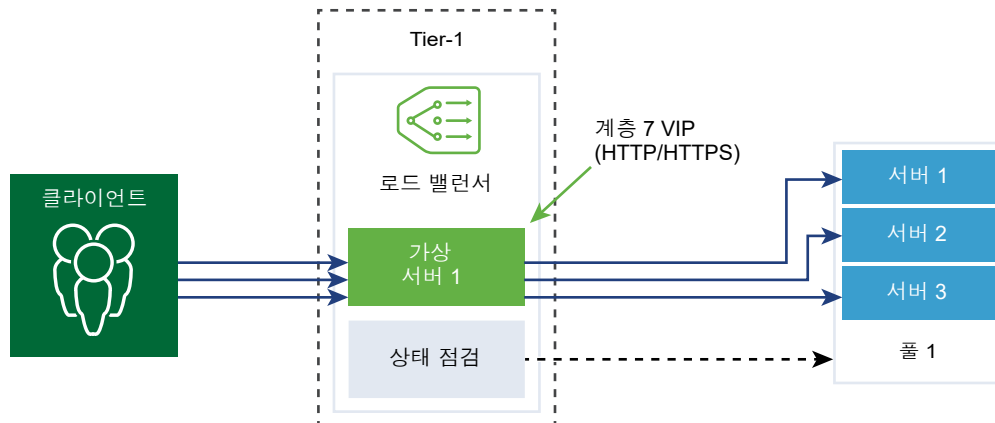 Tier-1
로드 밸런서
계층 7 VIP
(HTTP/HTTPS)
클라이언트
가상
서버 1
상태 점검
서버 1
서버 2
서버 3
풀 1